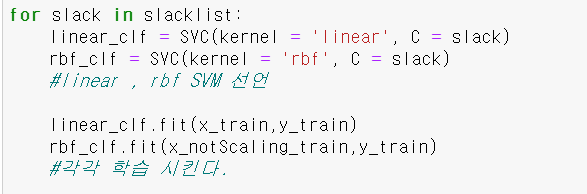 for slack in slacklist:
    linear_clf = SVC(kernel = 'linear', C = slack)
    rbf_clf = SVC(kernel = 'rbf', C = slack)
    #linear , rbf SVM 선언
    linear_clf.fit(x_train,y_train)
    rbf_clf.fit(x_notScaling_train,y_train)
    #각각 학습 시킨다.